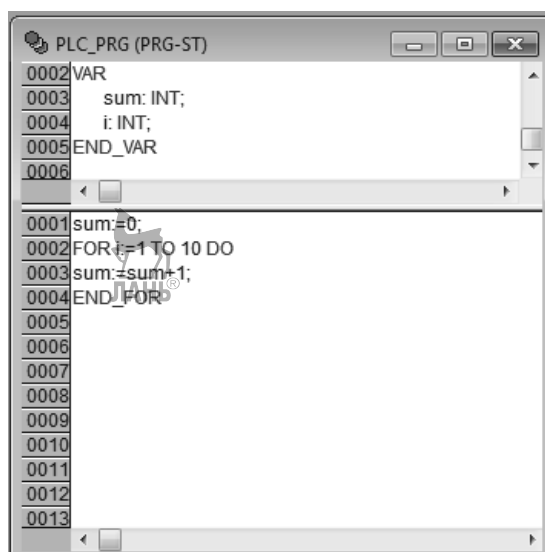 PLC_PRG (PRG-ST)
0002 VAR
0003 sum: INT;
0004 i: INT;
0005 END_VAR
0006
0001 sum:=0;
0002 FOR i:=1 TO 10 DO
0003 sum:=sum+1;
0004 END_FOR
ЛАНЬ®
0005
0006
0007
0008
0009
0010
0011
0012
0013